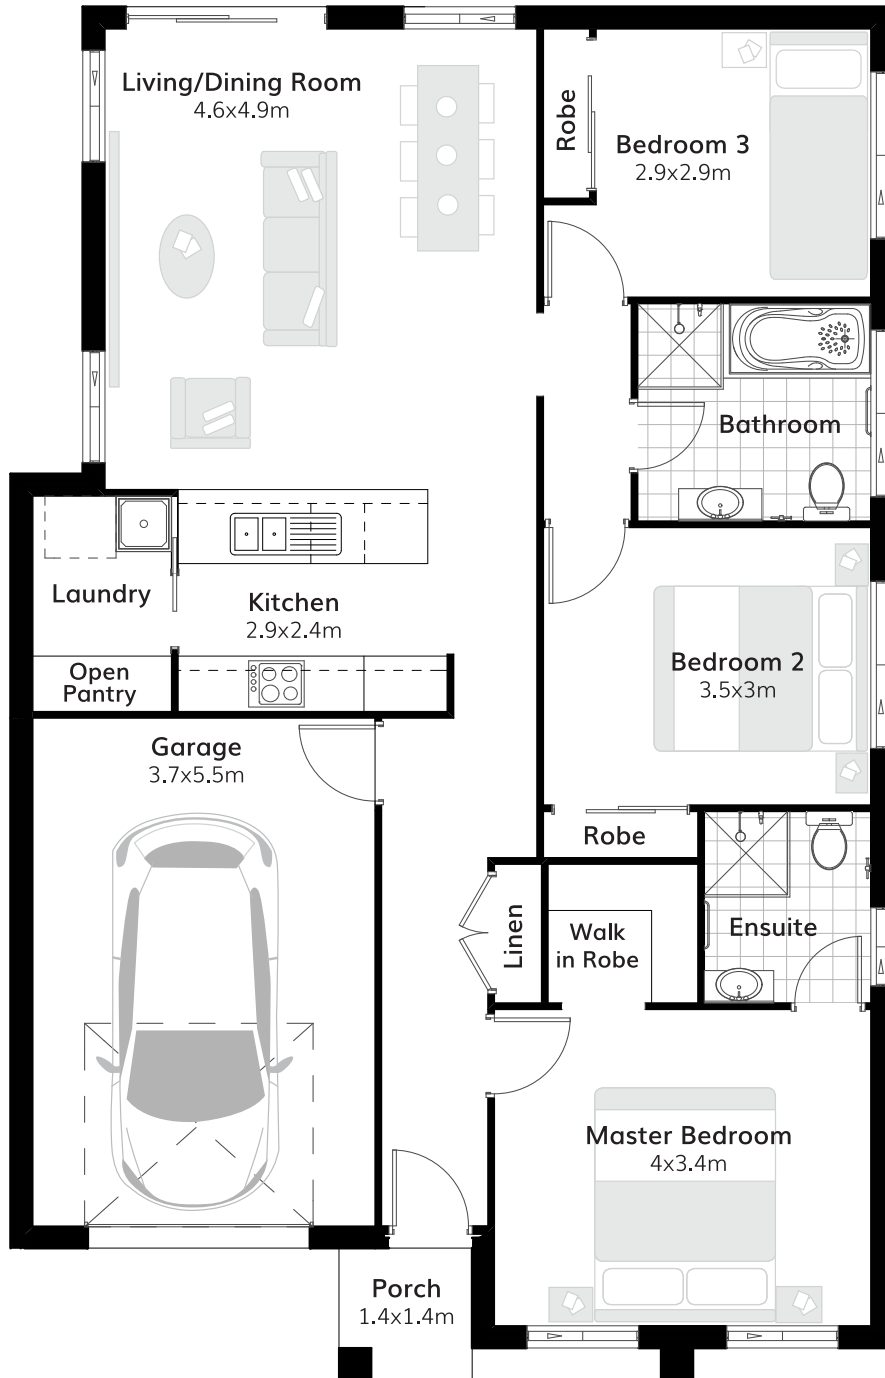 Living/Dining Room
4.6x4.9m
Robe
Bedroom 3
2.9x2.9m
Bathroom
Laundry
Kitchen
2.9x2.4m
Open
Pantry
Bedroom 2
3.5x3m
Garage
3.7x5.5m
Robe
Linen
Walk
in Robe
Ensuite
Master Bedroom
4x3.4m
Porch
1.4x1.4m